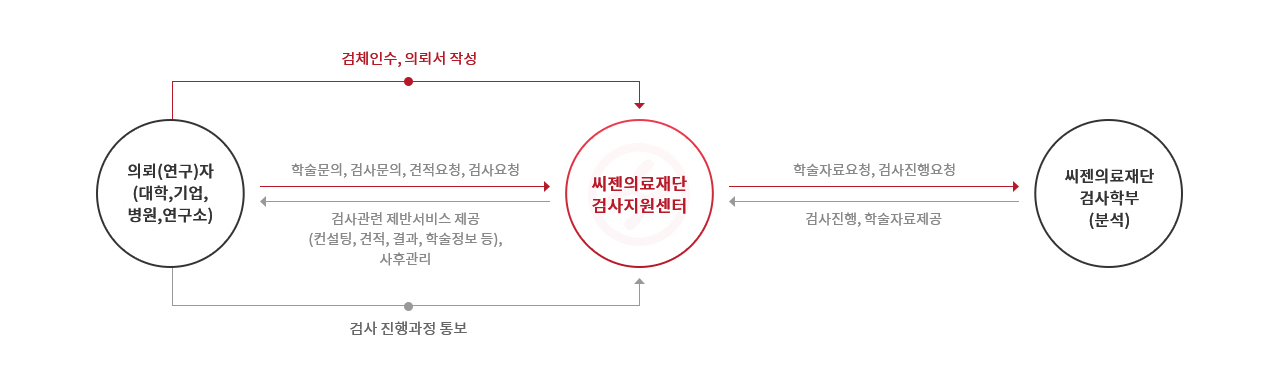 검체인수, 의뢰서 작성
의뢰(연구)자
(대학,기업,
병원,연구소)
학술문의, 검사문의, 견적요청, 검사요청
검사관련 제반서비스 제공
(컨설팅, 견적, 결과, 학술정보 등),
사후관리
씨젠의료재단
검사지원센터
학술자료요청, 검사진행요청
검사진행, 학술자료제공
씨젠의료재단
검사학부
(분석)
검사 진행과정 통보